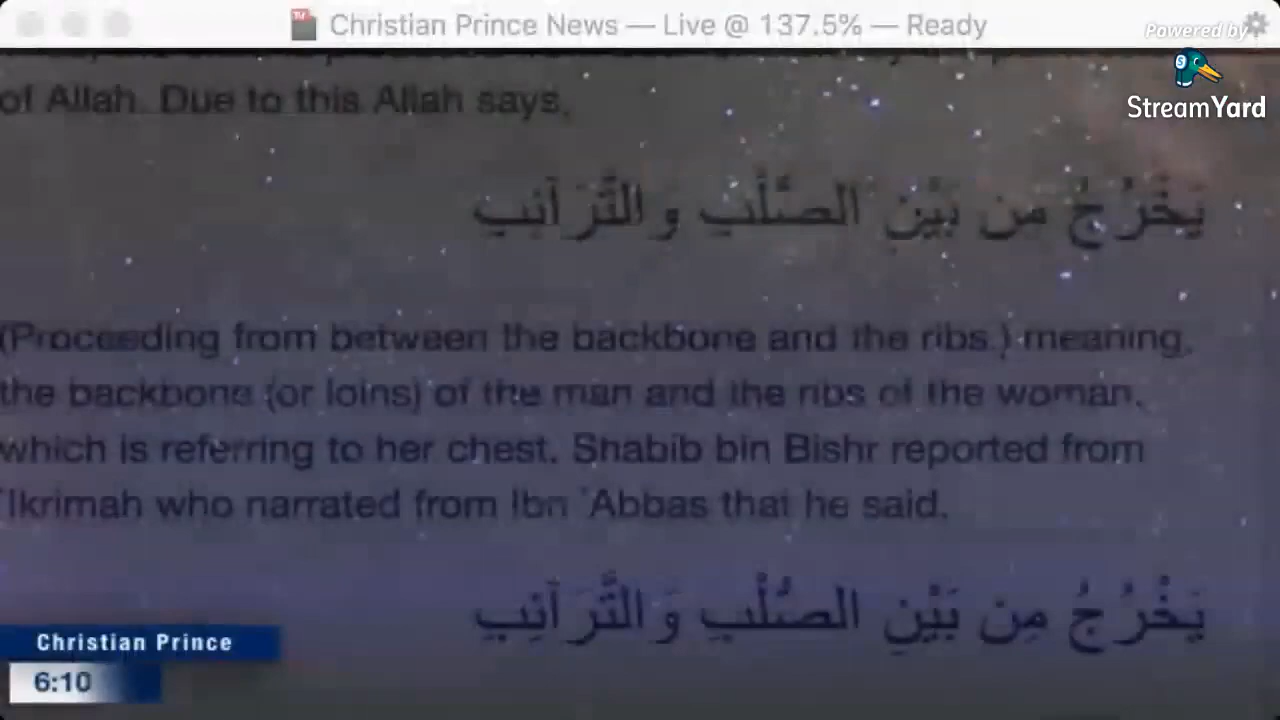 Christian Prince News — Live @ 137.5% — Ready
Powered by
StreamYard
of Allah. Due to this Allah says,
يَخْرُجُ مِن بَيْنِ الصُّلْبِ وَالتَّرَآئِبِ
(Proceeding from between the backbone and the ribs.) meaning,
the backbone (or loins) of the man and the ribs of the woman,
which is referring to her chest. Shabib bin Bishr reported from
`Ikrimah who narrated from Ibn `Abbas that he said,
يَخْرُجُ مِن بَيْنِ الصُّلْبِ وَالتَّرَآئِبِ
Christian Prince
6:10